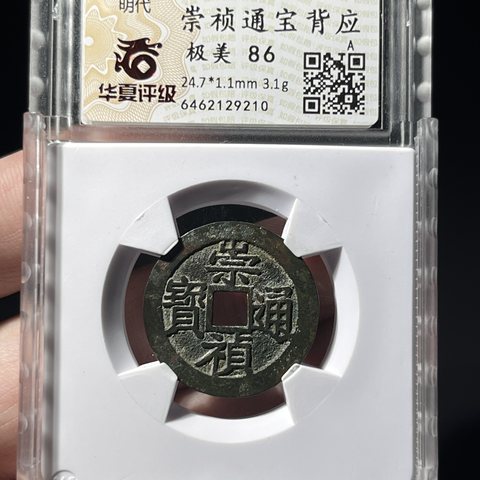 明代
崇祯通宝背应
华夏评级
极美 86
A
24.7*1.1mm 3.1g
6462129210
崇
寳 通
禎